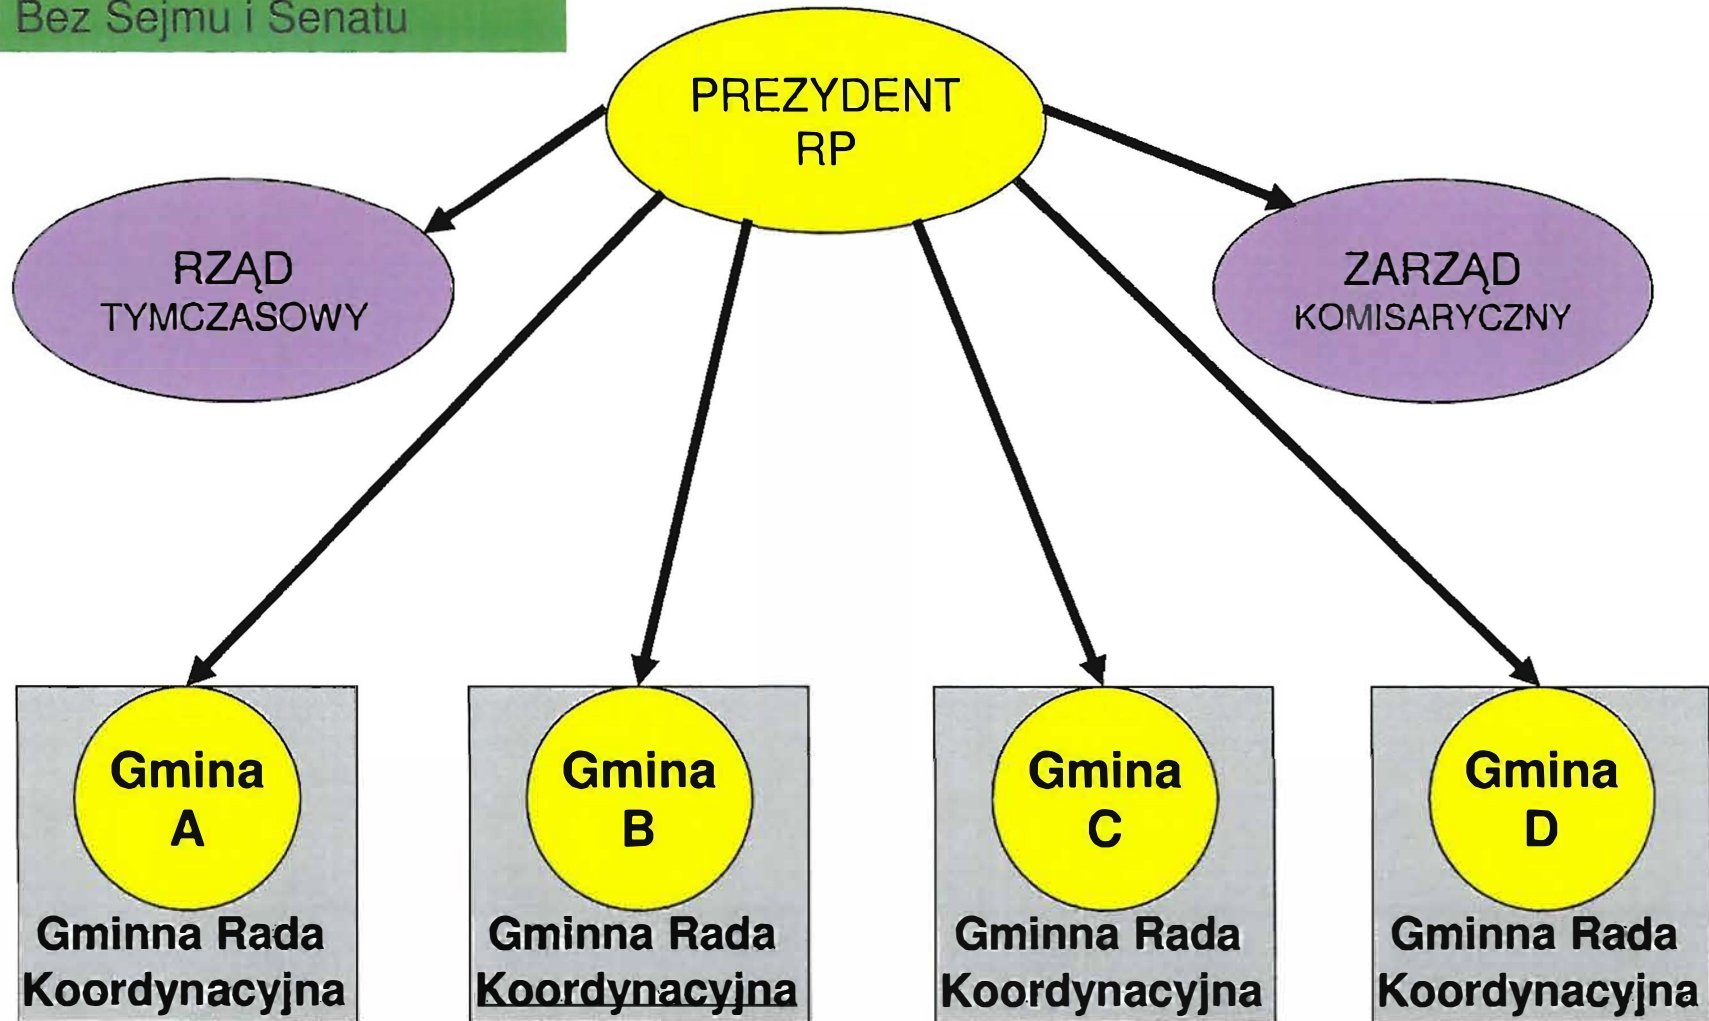 Bez Sejmu i Senatu
PREZYDENT
RP
RZĄD
TYMCZASOWY
ZARZĄD
KOMISARYCZNY
Gmina
A
Gminna Rada
Koordynacyjna
Gmina
B
Gminna Rada
Koordynacyjna
Gmina
C
Gminna Rada
Koordynacyjna
Gmina
D
Gminna Rada
Koordynacyjna